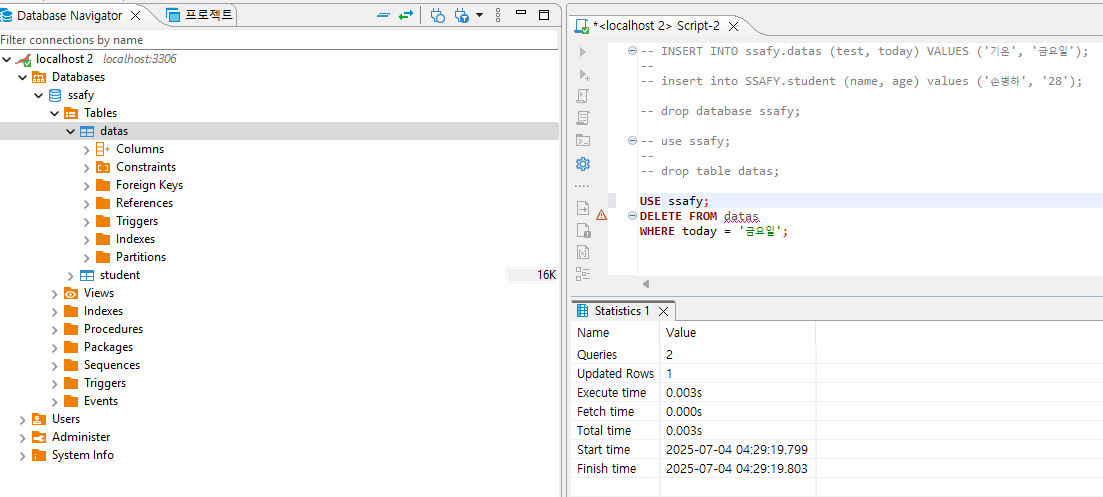 Database Navigator
프로젝트
Filter connections by name
localhost 2 localhost:3306
Databases
ssafy
Tables
datas
Columns
Constraints
Foreign Keys
References
Triggers
Indexes
Partitions
student 16K
Views
Indexes
Procedures
Packages
Sequences
Triggers
Events
Users
Administer
System Info
*<localhost 2> Script-2
-- INSERT INTO ssafy.datas (test, today) VALUES ('기온', '금요일');
--
-- insert into SSAFY.student (name, age) values ('손병하', '28');
-- drop database ssafy;
-- use ssafy;
--
-- drop table datas;
USE ssafy;
DELETE FROM datas
WHERE today = '금요일';
Statistics 1
Name Value
Queries 2
Updated Rows 1
Execute time 0.003s
Fetch time 0.000s
Total time 0.003s
Start time 2025-07-04 04:29:19.799
Finish time 2025-07-04 04:29:19.803